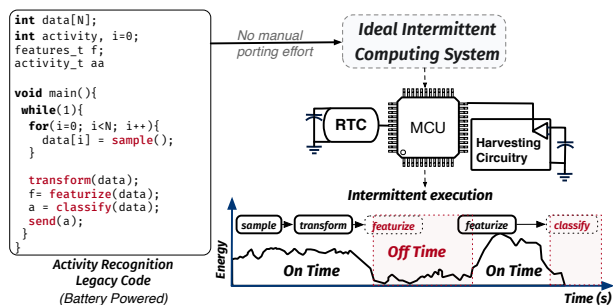 int data[N];
int activity, i=0;
features_t f;
activity_t aa
void main(){
while(1){
for(i=0; i<N; i++){
data[i] = sample();
}
transform(data);
f= featurize(data);
a = classify(data);
send(a);
}
}
Activity Recognition
Legacy Code
(Battery Powered)
No manual
porting effort
Ideal Intermittent
Computing System
RTC
MCU
Harvesting
Circuitry
Intermittent execution
sample
transform
featurize
featurize
classify
Off Time
On Time
On Time
Energy
Time (s)